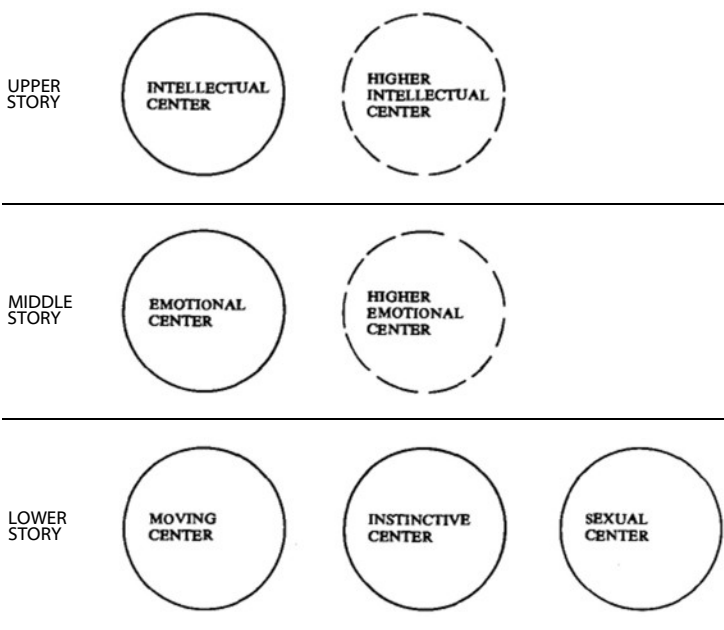 UPPER
STORY
INTELLECTUAL
CENTER
HIGHER
INTELLECTUAL
CENTER
MIDDLE
STORY
EMOTIONAL
CENTER
HIGHER
EMOTIONAL
CENTER
LOWER
STORY
MOVING
CENTER
INSTINCTIVE
CENTER
SEXUAL
CENTER